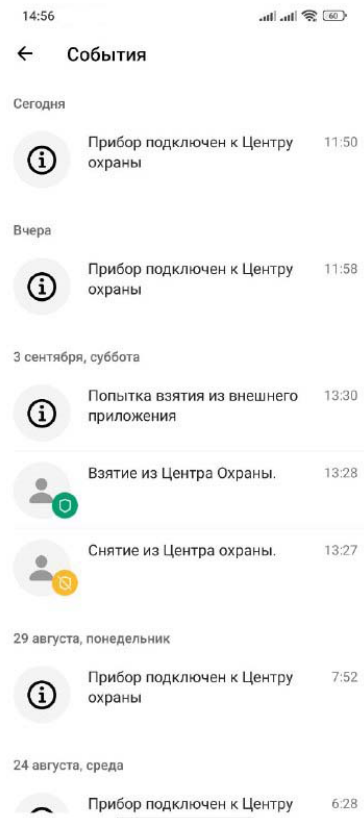 14:56
60
События
Сегодня
Прибор подключен к Центру 11:50
охраны
Вчера
Прибор подключен к Центру 11:58
охраны
3 сентября, суббота
Попытка взятия из внешнего 13:30
приложения
Взятие из Центра Охраны. 13:28
Снятие из Центра охраны. 13:27
29 августа, понедельник
Прибор подключен к Центру 7:52
охраны
24 августа, среда
Прибор подключен к Центру 6:28